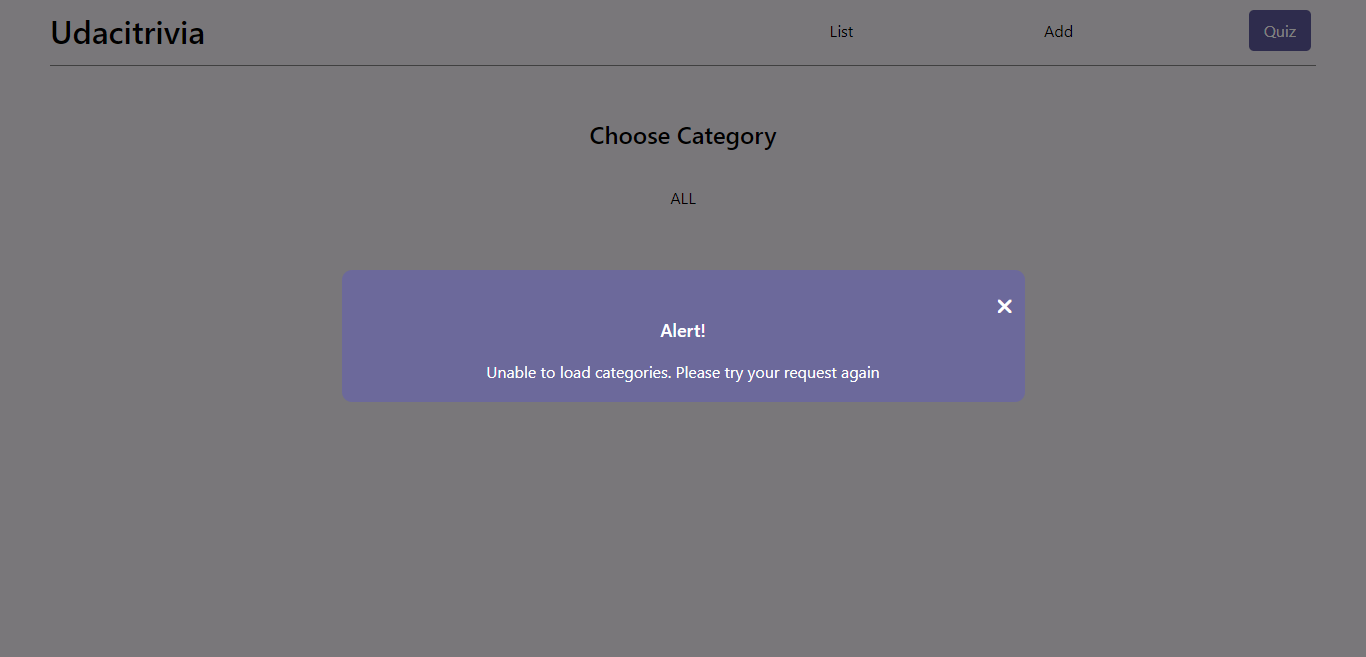 Udacitrivia
List
Add
Quiz
Choose Category
ALL
Alert!
Unable to load categories. Please try your request again